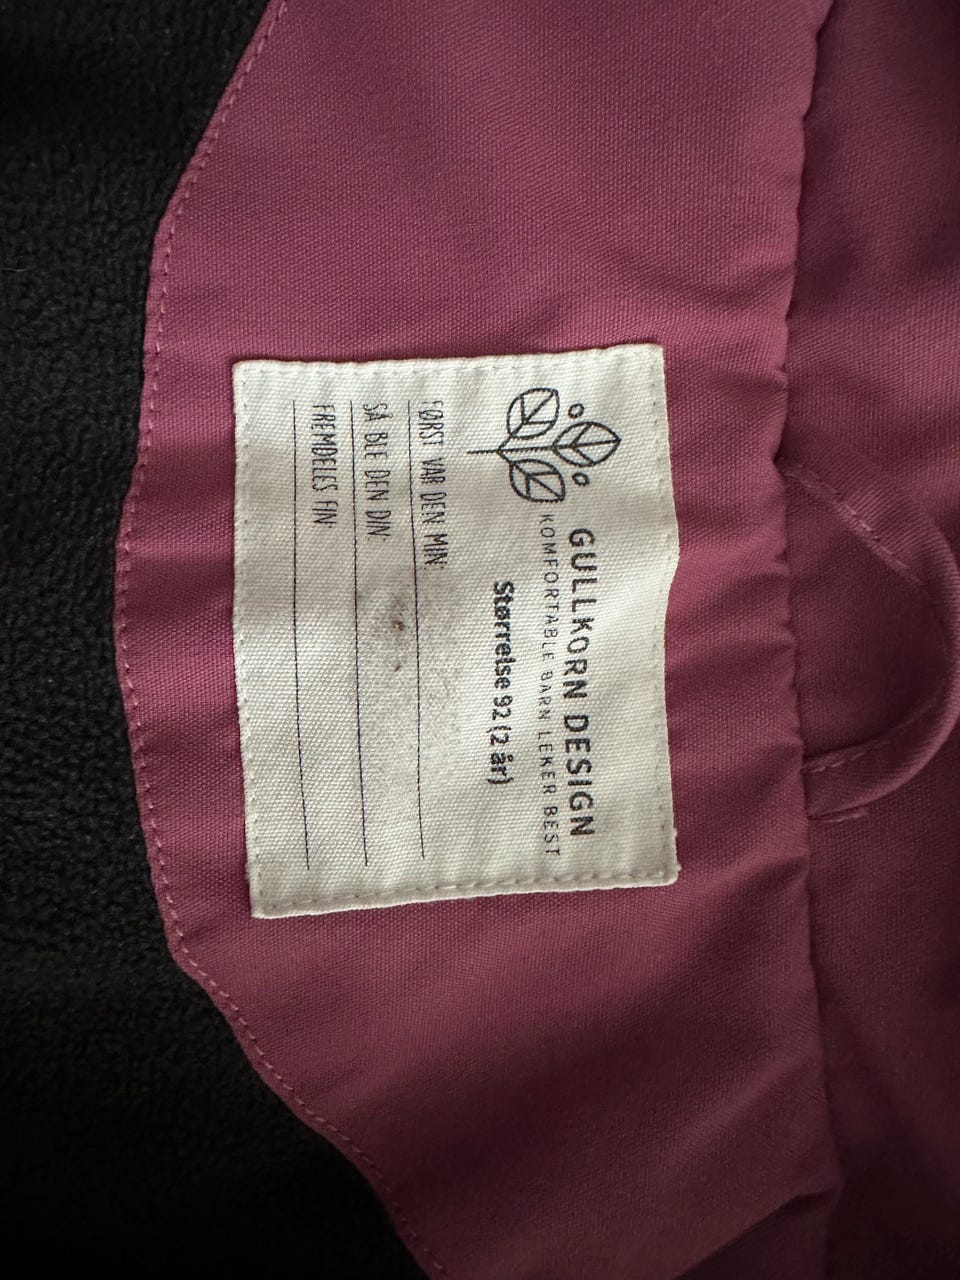 GULLKORN DESIGN
KOMFORTABLE BARN LEKER BEST
Størrelse 92 (2 år)
FØRST VAR DEN MIN:
SÅ BLE DEN DIN:
FREMDELES FIN: